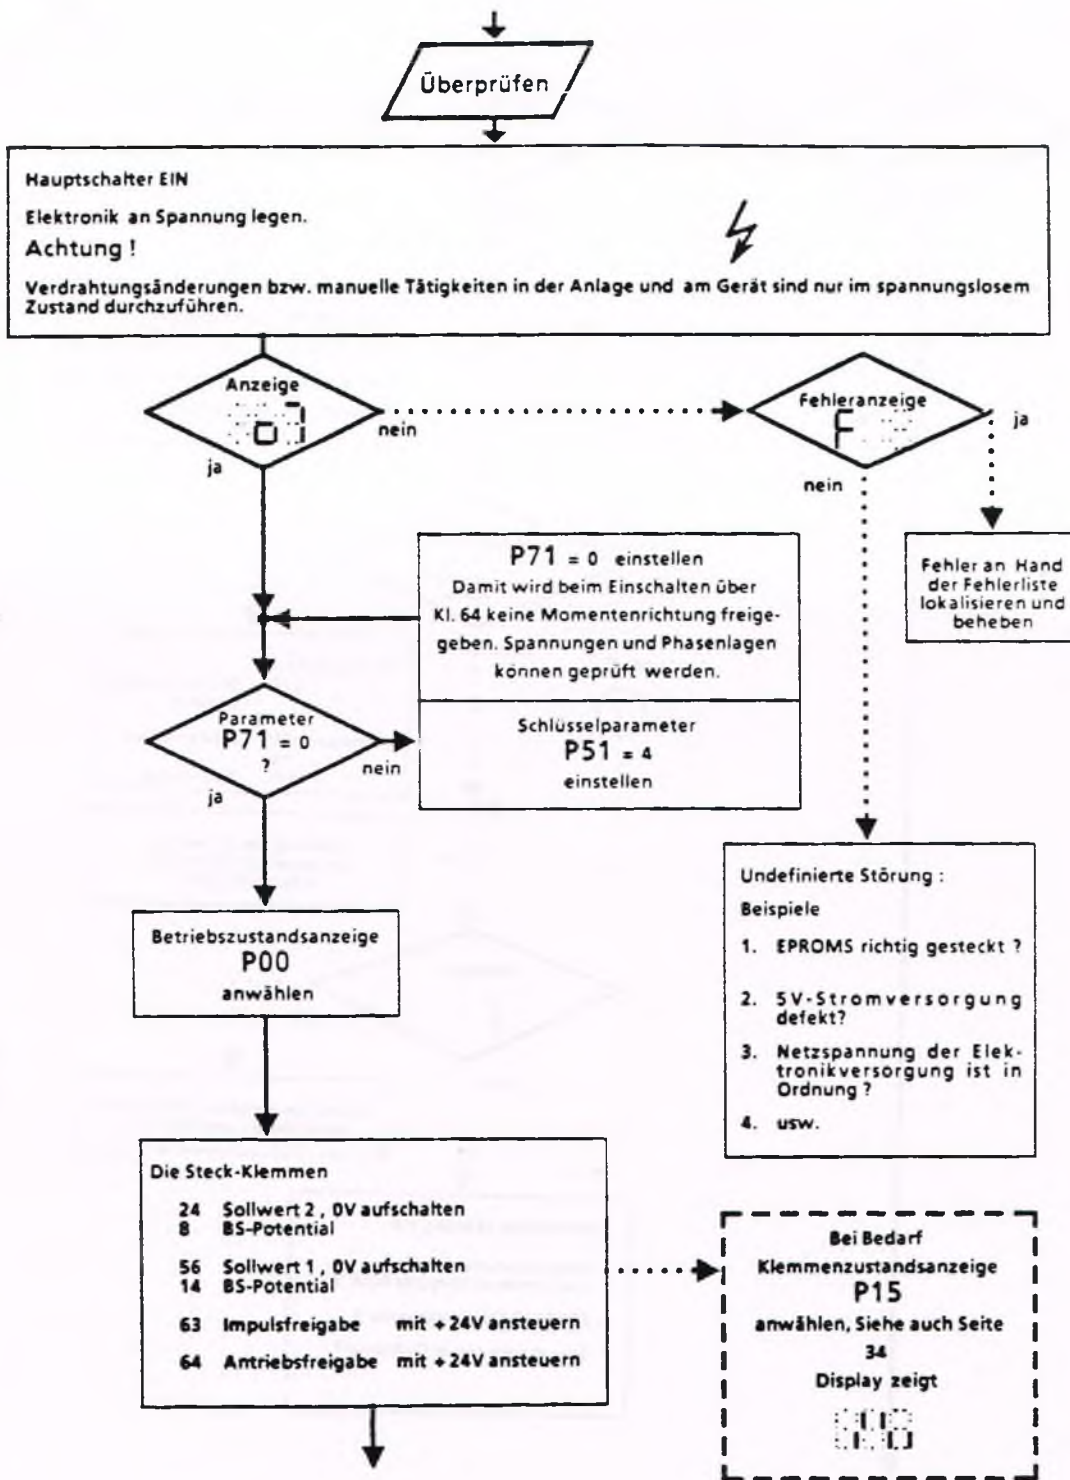 Überprüfen
Hauptschalter EIN
Elektronik an Spannung legen.
Achtung !
Verdrahtungsänderungen bzw. manuelle Tätigkeiten in der Anlage und am Gerät sind nur im spannungslosem
Zustand durchzuführen.
Anzeige
nein
ja
Fehleranzeige
F
ja
nein
Fehler an Hand
der Fehlerliste
lokalisieren und
beheben
P71 = 0 einstellen
Damit wird beim Einschalten über
Kl. 64 keine Momentenrichtung freige-
geben. Spannungen und Phasenlagen
können geprüft werden.
Schlüsselparameter
P51 = 4
einstellen
Parameter
P71 = 0
?
nein
ja
Betriebszustandsanzeige
P00
anwählen
Undefinierte Störung :
Beispiele
1. EPROMS richtig gesteckt ?
2. 5V-Stromversorgung
defekt?
3. Netzspannung der Elek-
tronikversorgung ist in
Ordnung ?
4. usw.
Die Steck-Klemmen
24 Sollwert 2 , 0V aufschalten
8 BS-Potential
56 Sollwert 1 , 0V aufschalten
14 BS-Potential
63 Impulsfreigabe mit + 24V ansteuern
64 Antriebsfreigabe mit + 24V ansteuern
Bei Bedarf
Klemmenzustandsanzeige
P15
anwählen, Siehe auch Seite
34
Display zeigt